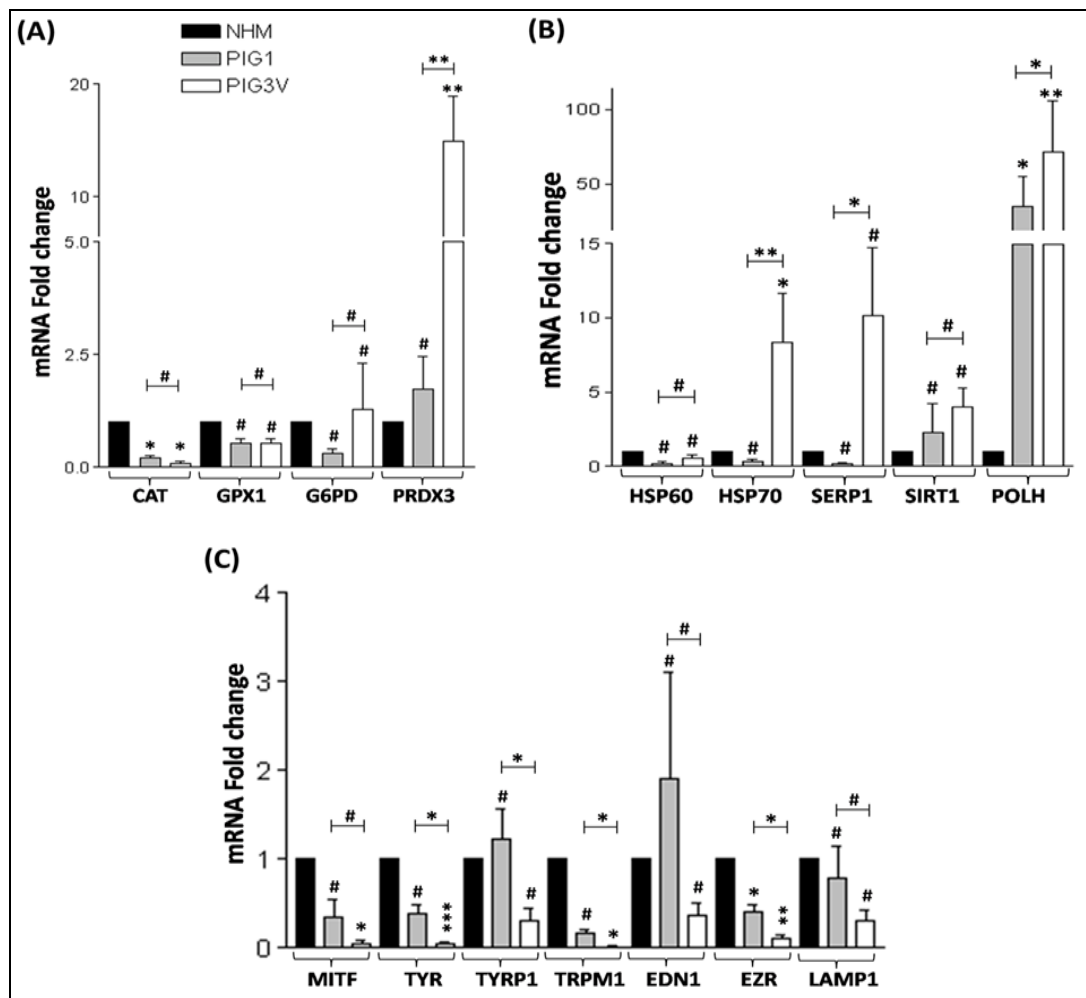 (A)
NHM
PIG1
PIG3V
mRNA Fold change
20
10
5.0
2.5
0.0
**
**
# # # #
* * # # # # #
CAT GPX1 G6PD PRDX3
(B)
mRNA Fold change
100
50
15
10
5
0
*
* **
# ** * #
# # # * # # # #
HSP60 HSP70 SERP1 SIRT1 POLH
(C)
mRNA Fold change
4
3
2
1
0
# * * * # * #
# * # *** # # # * # # * ** # #
MITF TYR TYRP1 TRPM1 EDN1 EZR LAMP1